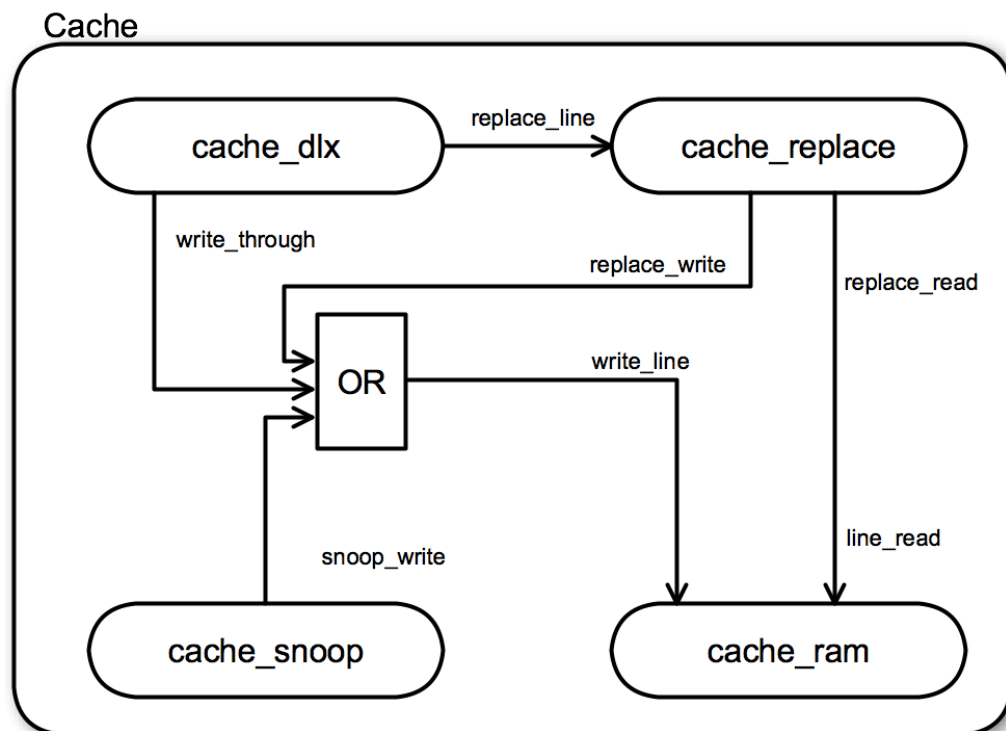 Cache
cache_dlx
replace_line
cache_replace
write_through
replace_write
replace_read
OR
write_line
snoop_write
line_read
cache_snoop
cache_ram